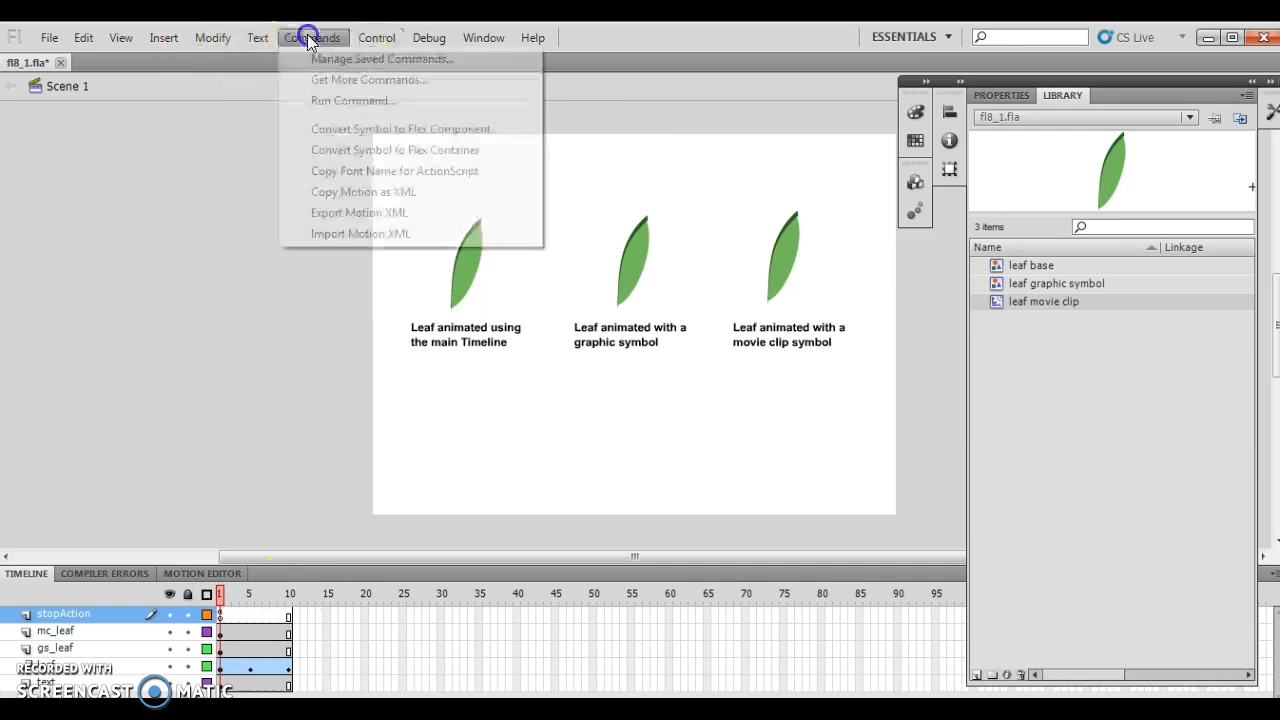 Fl File Edit View Insert Modify Text Commands Control Debug Window Help ESSENTIALS CS Live
fl8_1.fla*
Scene 1
Manage Saved Commands...
Get More Commands...
Run Command...
Convert Symbol to Flex Component
Convert Symbol to Flex Container
Copy Font Name for ActionScript
Copy Motion as XML
Export Motion XML
Import Motion XML
Leaf animated using
the main Timeline
Leaf animated with a
graphic symbol
Leaf animated with a
movie clip symbol
PROPERTIES LIBRARY
fl8_1.fla
3 items
Name Linkage
leaf base
leaf graphic symbol
leaf movie clip
TIMELINE COMPILER ERRORS MOTION EDITOR
1 5 10 15 20 25 30 35 40 45 50 55 60 65 70 75 80 85 90 95
stopAction
mc_leaf
gs_leaf
text
RECORDED WITH
SCREENCAST MATIC